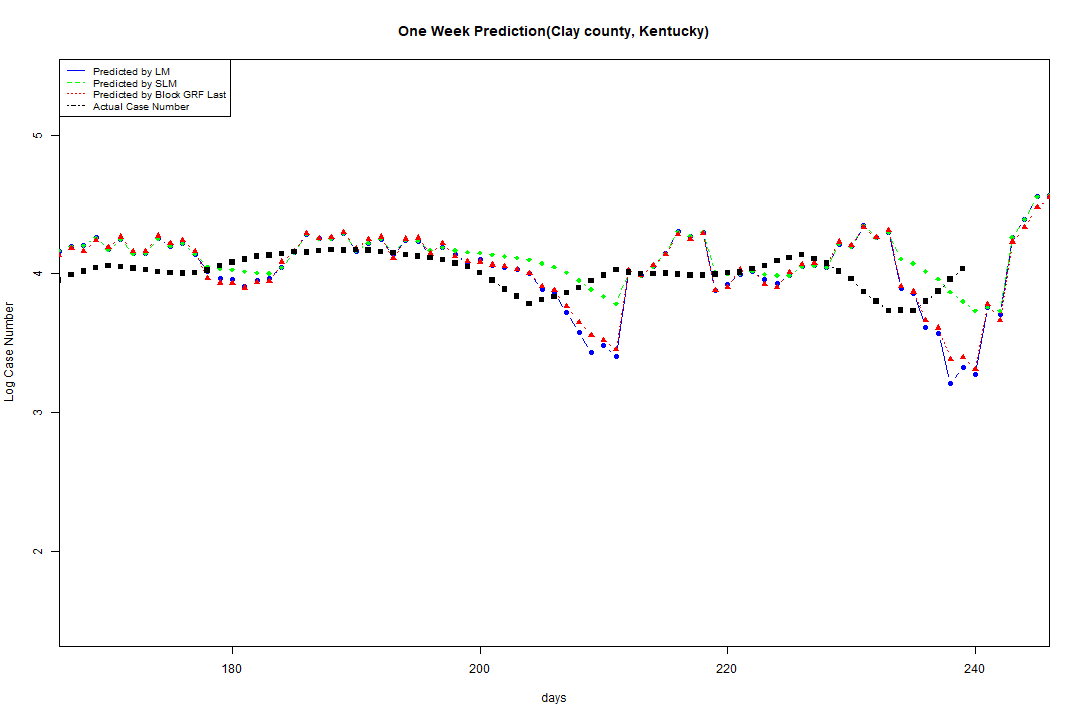 One Week Prediction(Clay county, Kentucky)
Predicted by LM
Predicted by SLM
Predicted by Block GRF Last
Actual Case Number
5
4
3
2
Log Case Number
180 200 220 240
days